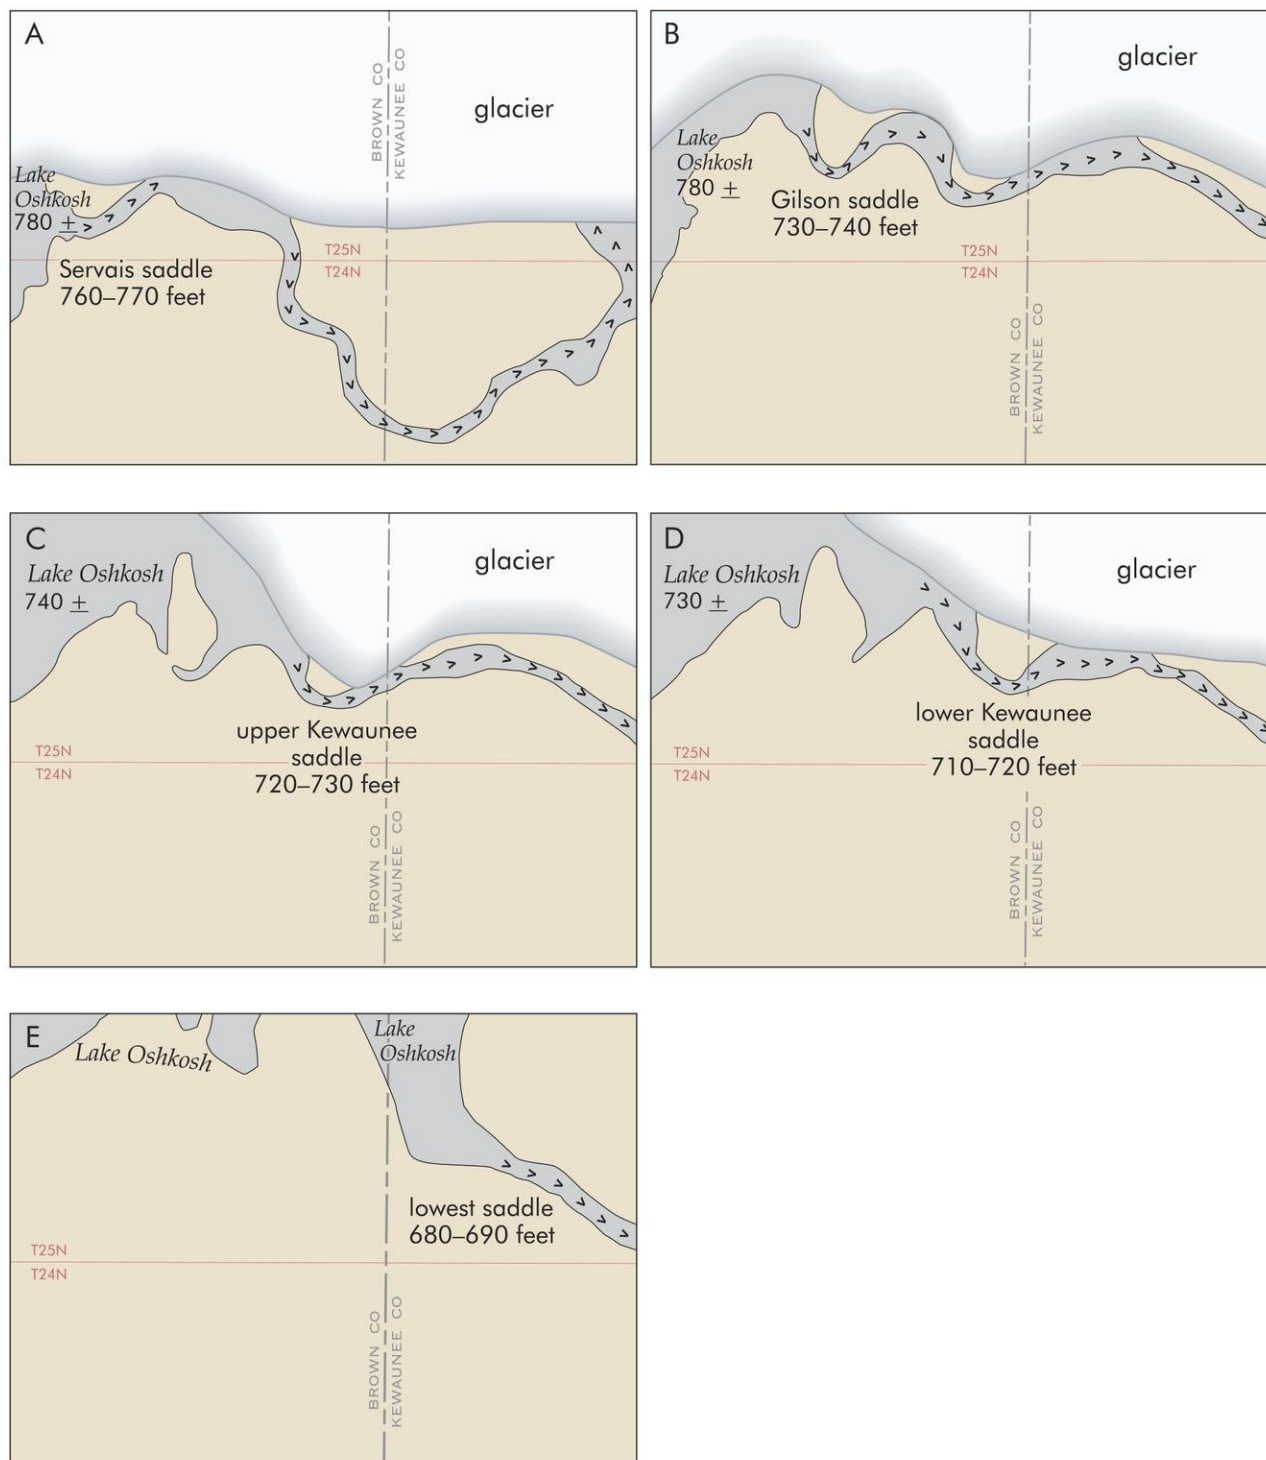 A
BROWN CO
KEWAUNEE CO
glacier
Lake
Oshkosh
780 ±
T25N
T24N
Servais saddle
760–770 feet
B
glacier
Lake
Oshkosh
780 ±
Gilson saddle
730–740 feet
T25N
T24N
BROWN CO
KEWAUNEE CO
C
glacier
Lake Oshkosh
740 ±
upper Kewaunee
saddle
720–730 feet
T25N
T24N
BROWN CO
KEWAUNEE CO
D
glacier
Lake Oshkosh
730 ±
lower Kewaunee
saddle
710–720 feet
T25N
T24N
BROWN CO
KEWAUNEE CO
E
Lake Oshkosh
Lake
Oshkosh
lowest saddle
680–690 feet
T25N
T24N
BROWN CO
KEWAUNEE CO